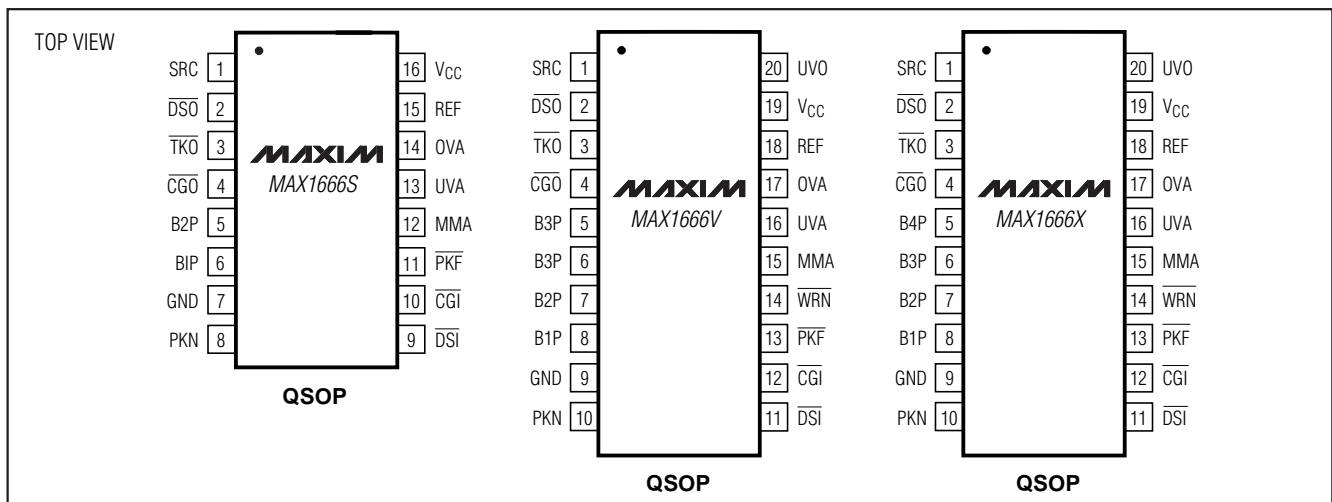 TOP VIEW
SRC 1
DSO 2
TKO 3
CGO 4
B2P 5
BIP 6
GND 7
PKN 8
16 VCC
15 REF
14 OVA
13 UVA
12 MMA
11 PKF
10 CGI
9 DSI
MAXIM
MAX1666S
QSOP
SRC 1
DSO 2
TKO 3
CGO 4
B3P 5
B3P 6
B2P 7
B1P 8
GND 9
PKN 10
20 UVO
19 VCC
18 REF
17 OVA
16 UVA
15 MMA
14 WRN
13 PKF
12 CGI
11 DSI
MAXIM
MAX1666V
QSOP
SRC 1
DSO 2
TKO 3
CGO 4
B4P 5
B3P 6
B2P 7
B1P 8
GND 9
PKN 10
20 UVO
19 VCC
18 REF
17 OVA
16 UVA
15 MMA
14 WRN
13 PKF
12 CGI
11 DSI
MAXIM
MAX1666X
QSOP